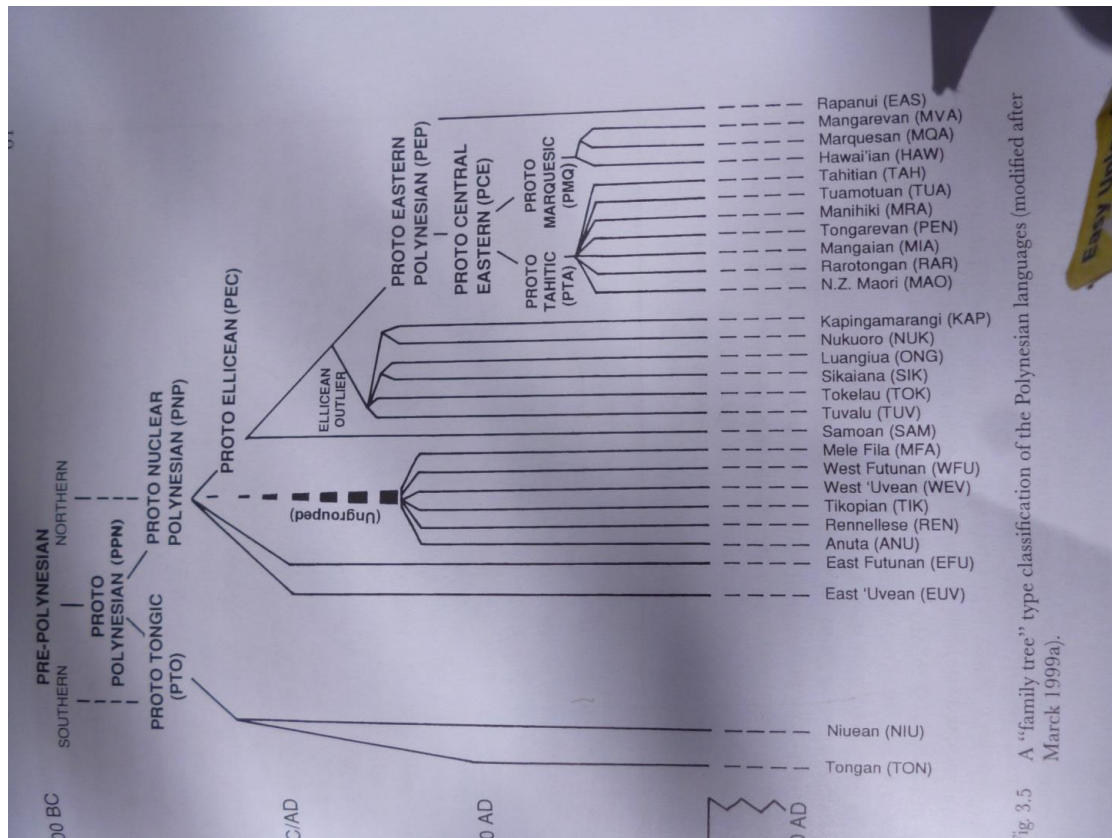 PRE-POLYNESIAN
SOUTHERN
NORTHERN
PROTO
POLYNESIAN (PPN)
PROTO TONGIC
(PTO)
PROTO NUCLEAR
POLYNESIAN (PNP)
PROTO ELLICEAN (PEC)
(Ungrouped)
ELLICEAN
OUTLIER
PROTO EASTERN
POLYNESIAN (PEP)
PROTO CENTRAL
EASTERN (PCE)
PROTO
TAHITIC
(PTA)
PROTO
MARQUESIC
(PMQ)
Rapanui (EAS)
Mangarevan (MVA)
Marquesan (MQA)
Hawai'ian (HAW)
Tahitian (TAH)
Tuamotuan (TUA)
Manihiki (MRA)
Tongarevan (PEN)
Mangaian (MIA)
Rarotongan (RAR)
N.Z. Maori (MAO)
Kapingamarangi (KAP)
Nukuoro (NUK)
Luangiua (ONG)
Sikaiana (SIK)
Tokelau (TOK)
Tuvalu (TUV)
Samoan (SAM)
Mele Fila (MFA)
West Futunan (WFU)
West 'Uvean (WEV)
Tikopian (TIK)
Rennellese (REN)
Anuta (ANU)
East Futunan (EFU)
East 'Uvean (EUV)
Niuean (NIU)
Tongan (TON)
00 BC
C/AD
0 AD
0 AD
ig. 3.5 A "family tree" type classification of the Polynesian languages (modified after
Marck 1999a).
Easy